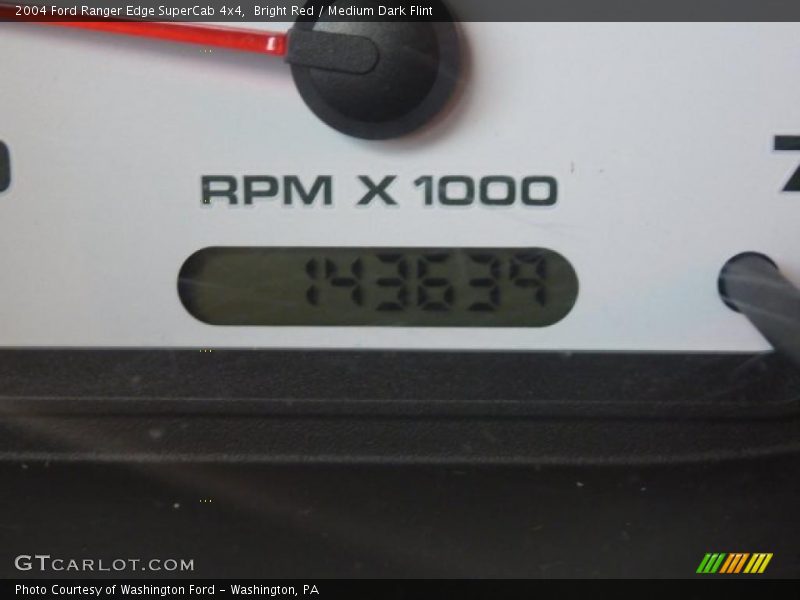 2004 Ford Ranger Edge SuperCab 4x4,  Bright Red / Medium Dark Flint
RPM X 1000
143639
GTCARLOT.COM
Photo Courtesy of Washington Ford - Washington, PA